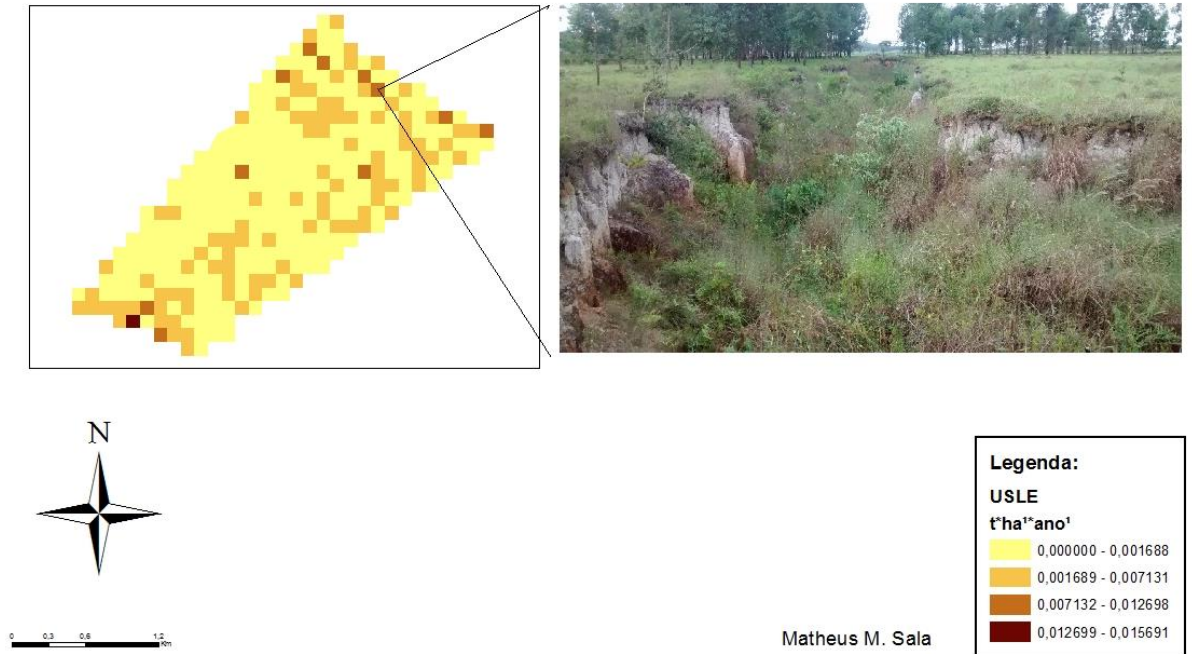 N
0 0,3 0,6 1,2
Km
Matheus M. Sala
Legenda:
USLE
t*ha¹*ano¹
0,000000 - 0,001688
0,001689 - 0,007131
0,007132 - 0,012698
0,012699 - 0,015691